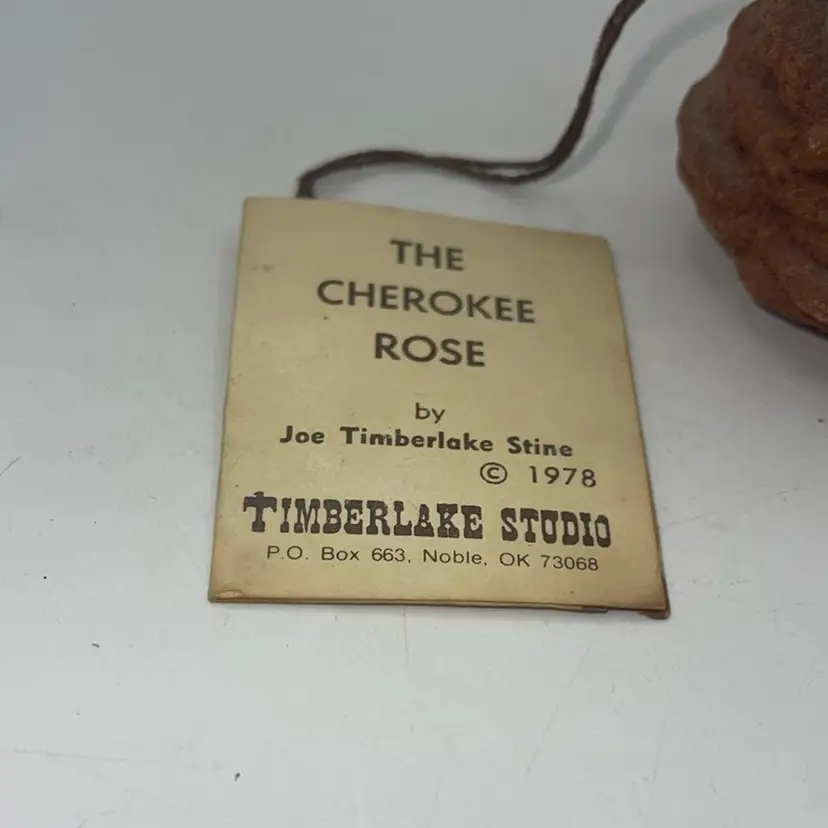 THE
CHEROKEE
ROSE
by
Joe Timberlake Stine
© 1978
TIMBERLAKE STUDIO
P.O. Box 663, Noble, OK 73068